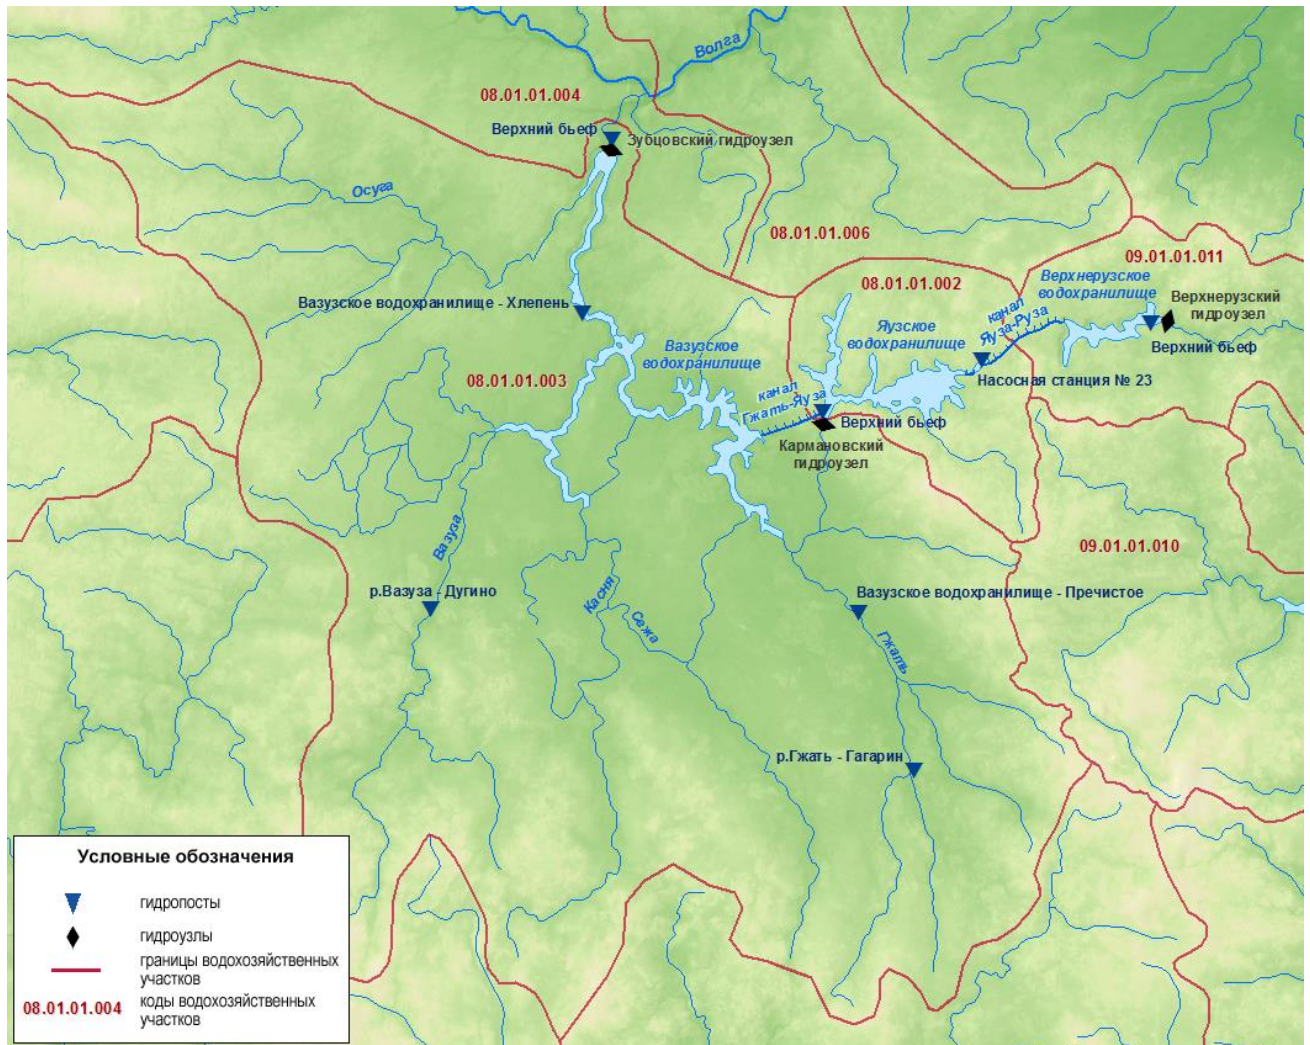 Волга
08.01.01.004
Верхний бьеф
Зубцовский гидроузел
Осуга
08.01.01.006
09.01.01.011
08.01.01.002
Верхнерузское
водохранилище
Верхнерузский
гидроузел
Вазузское водохранилище - Хлепень
канал
Яуза-Руза
Яузское
водохранилище
Вазузское
водохранилище
Верхний бьеф
08.01.01.003
Насосная станция № 23
канал
Гжать-Яуза
Верхний бьеф
Кармановский
гидроузел
Вазуза
09.01.01.010
р.Вазуза - Дугино
Касня
Сежа
Вазузское водохранилище - Пречистое
Гжать
р.Гжать - Гагарин
Условные обозначения
гидропосты
гидроузлы
границы водохозяйственных
участков
08.01.01.004
коды водохозяйственных
участков